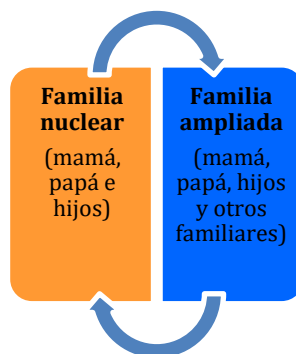 Familia
nuclear
(mamá,
papá e
hijos)
Familia
ampliada
(mamá,
papá, hijos
y otros
familiares)